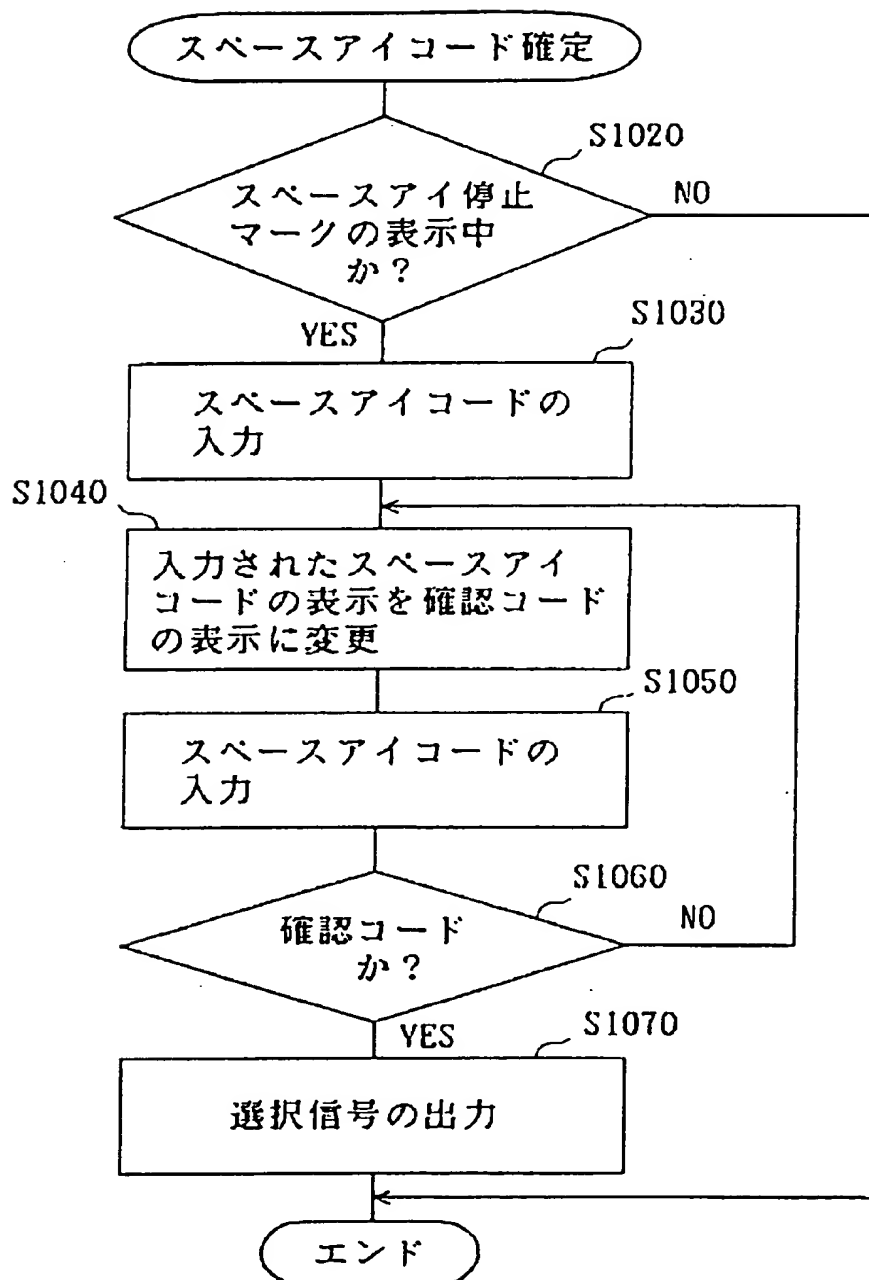 スペースアイコード確定
S1020
スペースアイ停止
マークの表示中
か?
NO
YES
S1030
スペースアイコードの
入力
S1040
入力されたスペースアイ
コードの表示を確認コード
の表示に変更
S1050
スペースアイコードの
入力
S1060
確認コード
か?
NO
YES
S1070
選択信号の出力
エンド